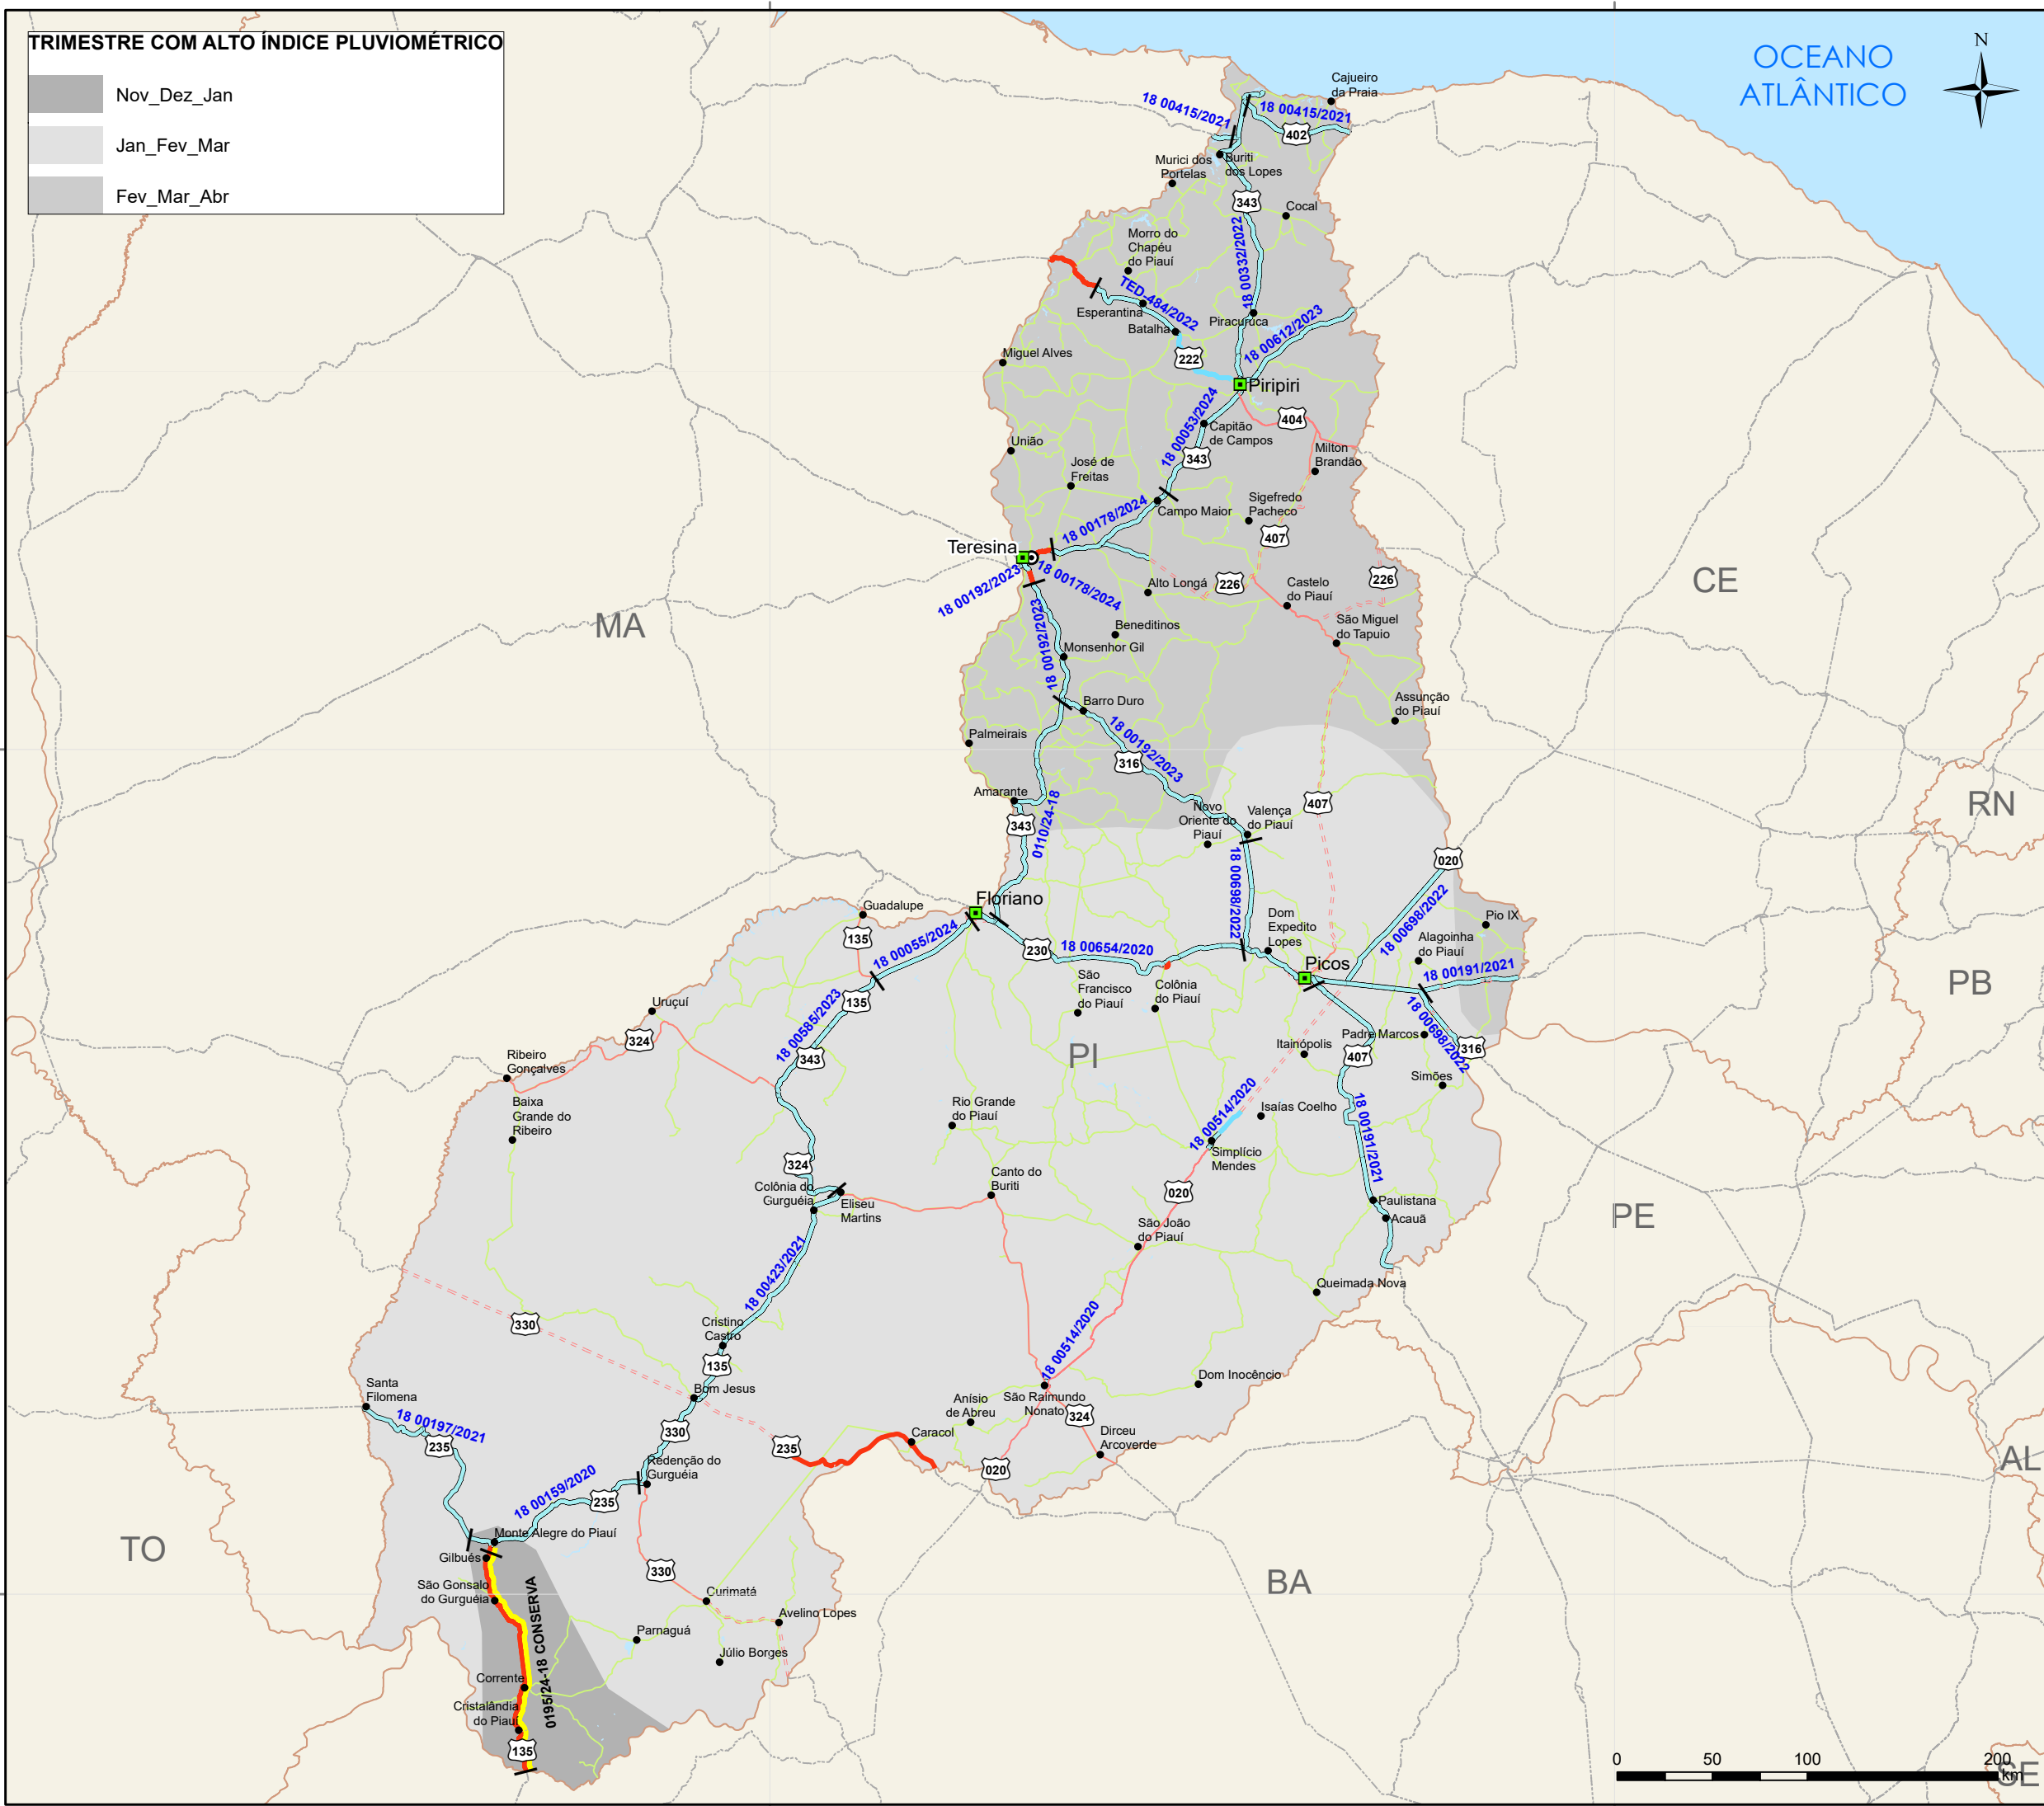 TRIMESTRE COM ALTO ÍNDICE PLUVIOMÉTRICO
Nov_Dez_Jan
Jan_Fev_Mar
Fev_Mar_Abr
OCEANO
ATLÂNTICO
N
Cajueiro
da Praia
18 00415/2021
18 00415/2021
402
Buriti
dos Lopes
Murici dos
Portelas
343
Cocal
Morro do
Chapéu
do Piauí
18 00332/2022
TED-484/2022
Esperantina
Batalha
Piracuruca
18 00612/2023
222
Miguel Alves
Piripiri
18 00053/2024
404
Capitão
de Campos
União
343
Milton
Brandão
José de
Freitas
Campo Maior
Sigefredo
Pacheco
18 00178/2024
407
Teresina
18 00192/2023
18 00178/2024
Alto Longá
226
226
Castelo
do Piauí
CE
MA
18 00192/2023
Beneditinos
São Miguel
do Tapuio
Monsenhor Gil
Barro Duro
Assunção
do Piauí
Palmeirais
18 00192/2023
316
Amarante
343
0110/24-18
Novo
Oriente do
Piauí
Valença
do Piauí
407
RN
020
18 00698/2022
Floriano
Guadalupe
135
18 00055/2024
230
18 00654/2020
Dom
Expedito
Lopes
18 00698/2022
Pio IX
Alagoinha
do Piauí
Picos
18 00191/2021
PB
São
Francisco
do Piauí
Colônia
do Piauí
135
Uruçuí
324
18 00585/2023
343
Ribeiro
Gonçalves
PI
Itainópolis
Padre Marcos
18 00698/2022
316
407
Simões
Baixa
Grande do
Ribeiro
Rio Grande
do Piauí
18 00514/2020
Isaías Coelho
18 00191/2021
Simplício
Mendes
324
Colônia do
Gurguéia
Eliseu
Martins
Canto do
Buriti
020
Paulistana
Acauã
PE
São João
do Piauí
18 00423/2021
Queimada Nova
330
Cristino
Castro
135
18 00514/2020
Santa
Filomena
Bom Jesus
Dom Inocêncio
18 00197/2021
235
330
Anísio
de Abreu
São Raimundo
Nonato
324
Caracol
235
Dirceu
Arcoverde
020
AL
Redenção do
Gurguéia
18 00159/2020
235
Monte Alegre do Piauí
TO
Gilbués
São Gonsalo
do Gurguéia
330
BA
0195/24-18 CONSERVA
Curimatá
Avelino Lopes
Parnaguá
Júlio Borges
Corrente
Cristalândia
do Piauí
135
0
50
100
200
km
SE